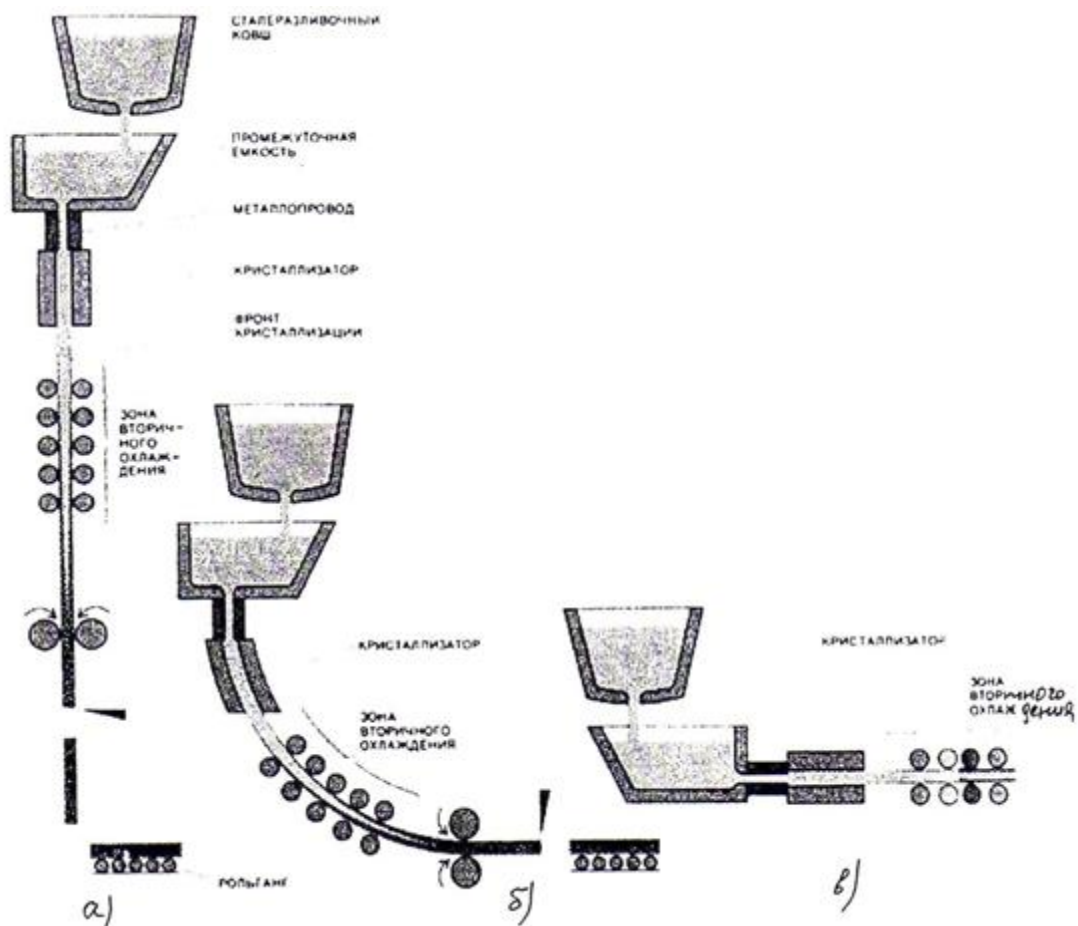 СТАЛЕРАЗЛИВОЧНЫЙ
КОВШ
ПРОМЕЖУТОЧНАЯ
ЕМКОСТЬ
МЕТАЛЛОПРОВОД
КРИСТАЛЛИЗАТОР
ФРОНТ
КРИСТАЛЛИЗАЦИИ
ЗОНА
ВТОРИЧ-
НОГО
ОХЛАЖ-
ДЕНИЯ
КРИСТАЛЛИЗАТОР
ЗОНА
ВТОРИЧНОГО
ОХЛАЖДЕНИЯ
КРИСТАЛЛИЗАТОР
ЗОНА
ВТОРИЧНОГО
ОХЛАЖДЕНИЯ
РОЛЬГАНГ
а)
б)
в)